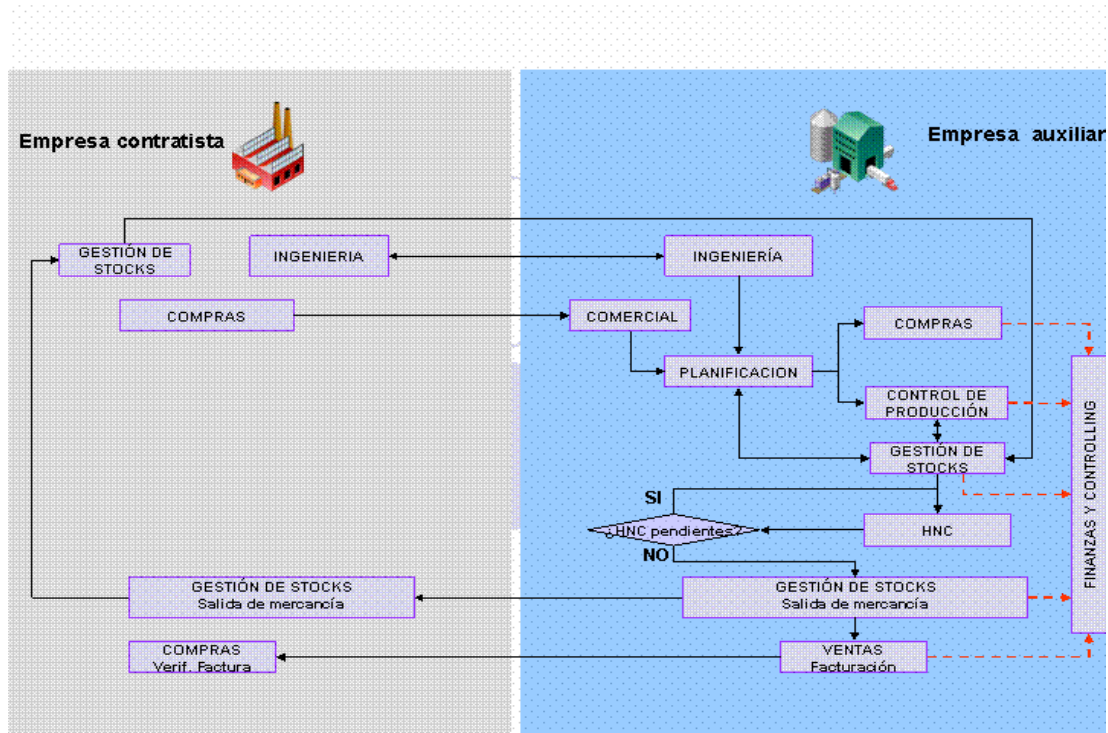 Empresa contratista
Empresa auxiliar
GESTIÓN DE
STOCKS
INGENIERIA
INGENIERÍA
COMPRAS
COMERCIAL
COMPRAS
PLANIFICACION
CONTROL DE
PRODUCCIÓN
GESTIÓN DE
STOCKS
FINANZAS Y CONTROLLING
SI
¿HNC pendientes?
HNC
NO
GESTIÓN DE STOCKS
Salida de mercancía
GESTIÓN DE STOCKS
Salida de mercancía
COMPRAS
Verif. Factura
VENTAS
Facturación